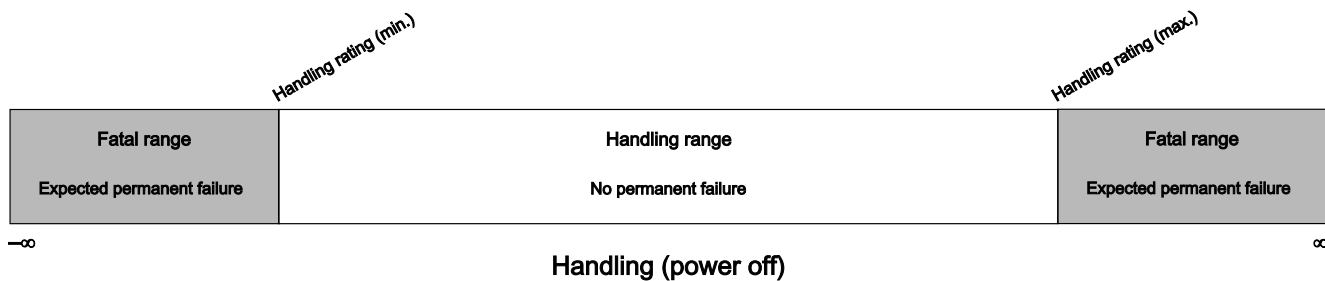 Handling rating (min.)
Handling rating (max.)
Fatal range
Handling range
Fatal range
Expected permanent failure
No permanent failure
Expected permanent failure
–∞
∞
Handling (power off)